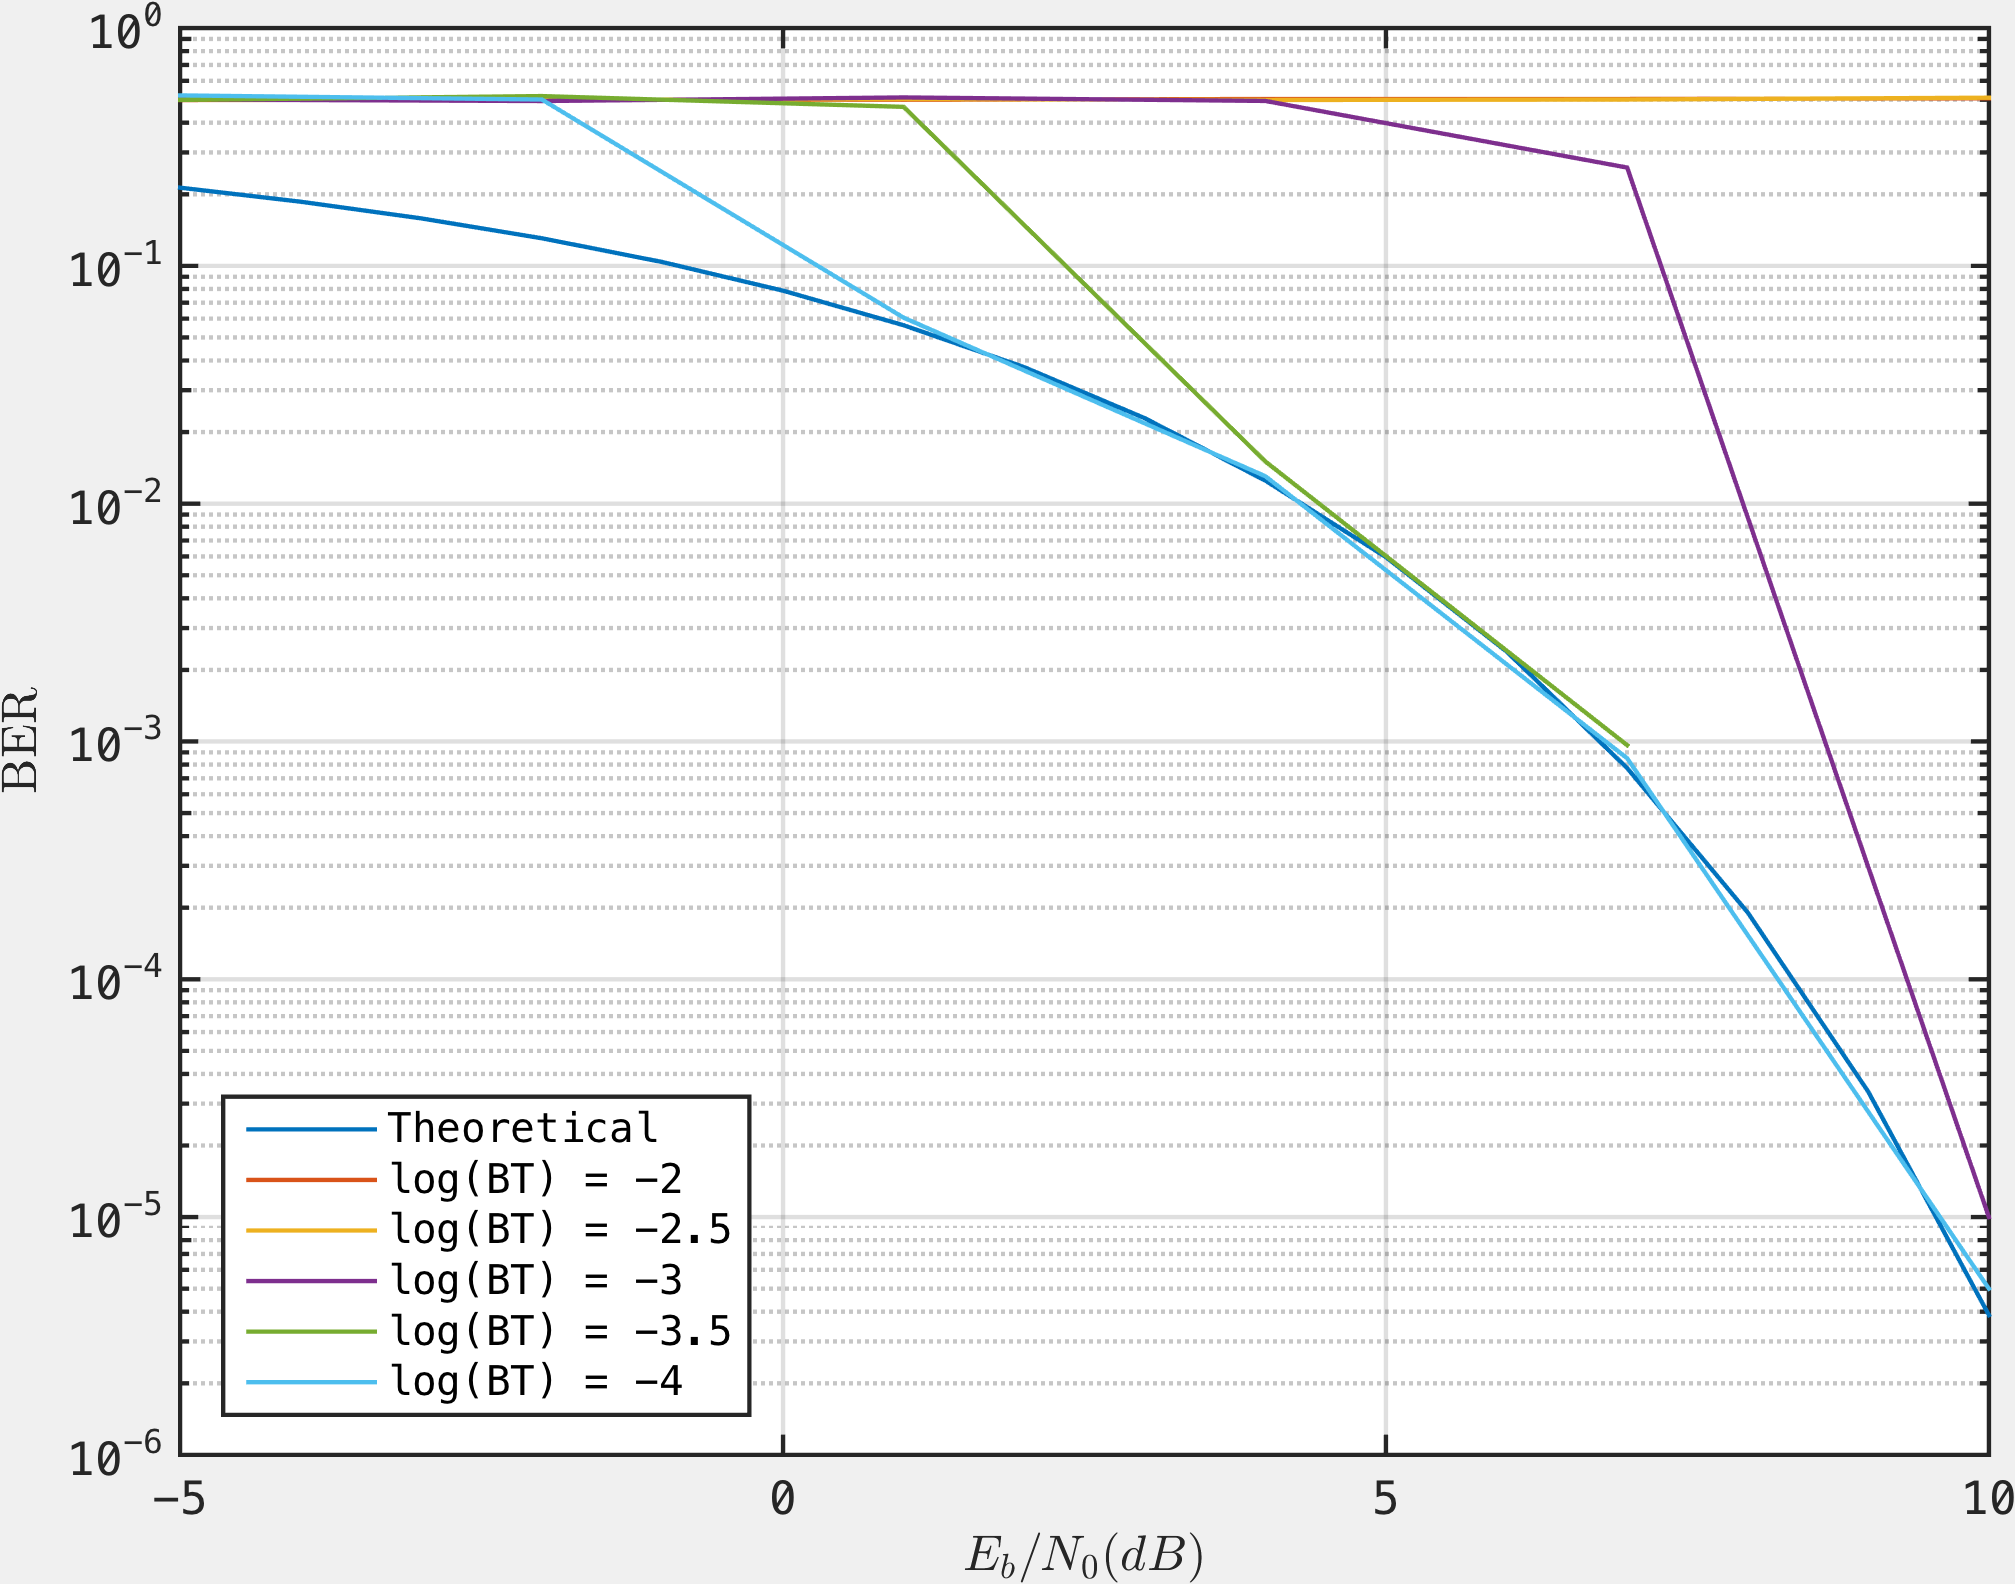 10^0
10^−1
10^−2
10^−3
10^−4
10^−5
10^−6
BER
Theoretical
log(BT) = −2
log(BT) = −2.5
log(BT) = −3
log(BT) = −3.5
log(BT) = −4
−5 0 5 10
E_b/N_0(dB)